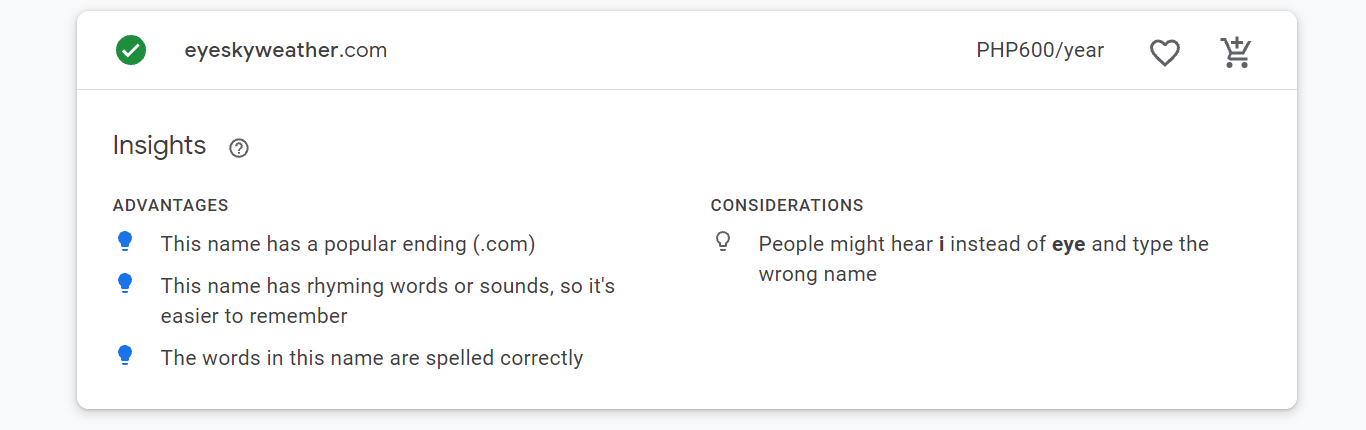 eyeskyweather.com
PHP600/year
Insights
ADVANTAGES
This name has a popular ending (.com)
This name has rhyming words or sounds, so it's
easier to remember
The words in this name are spelled correctly
CONSIDERATIONS
People might hear i instead of eye and type the
wrong name